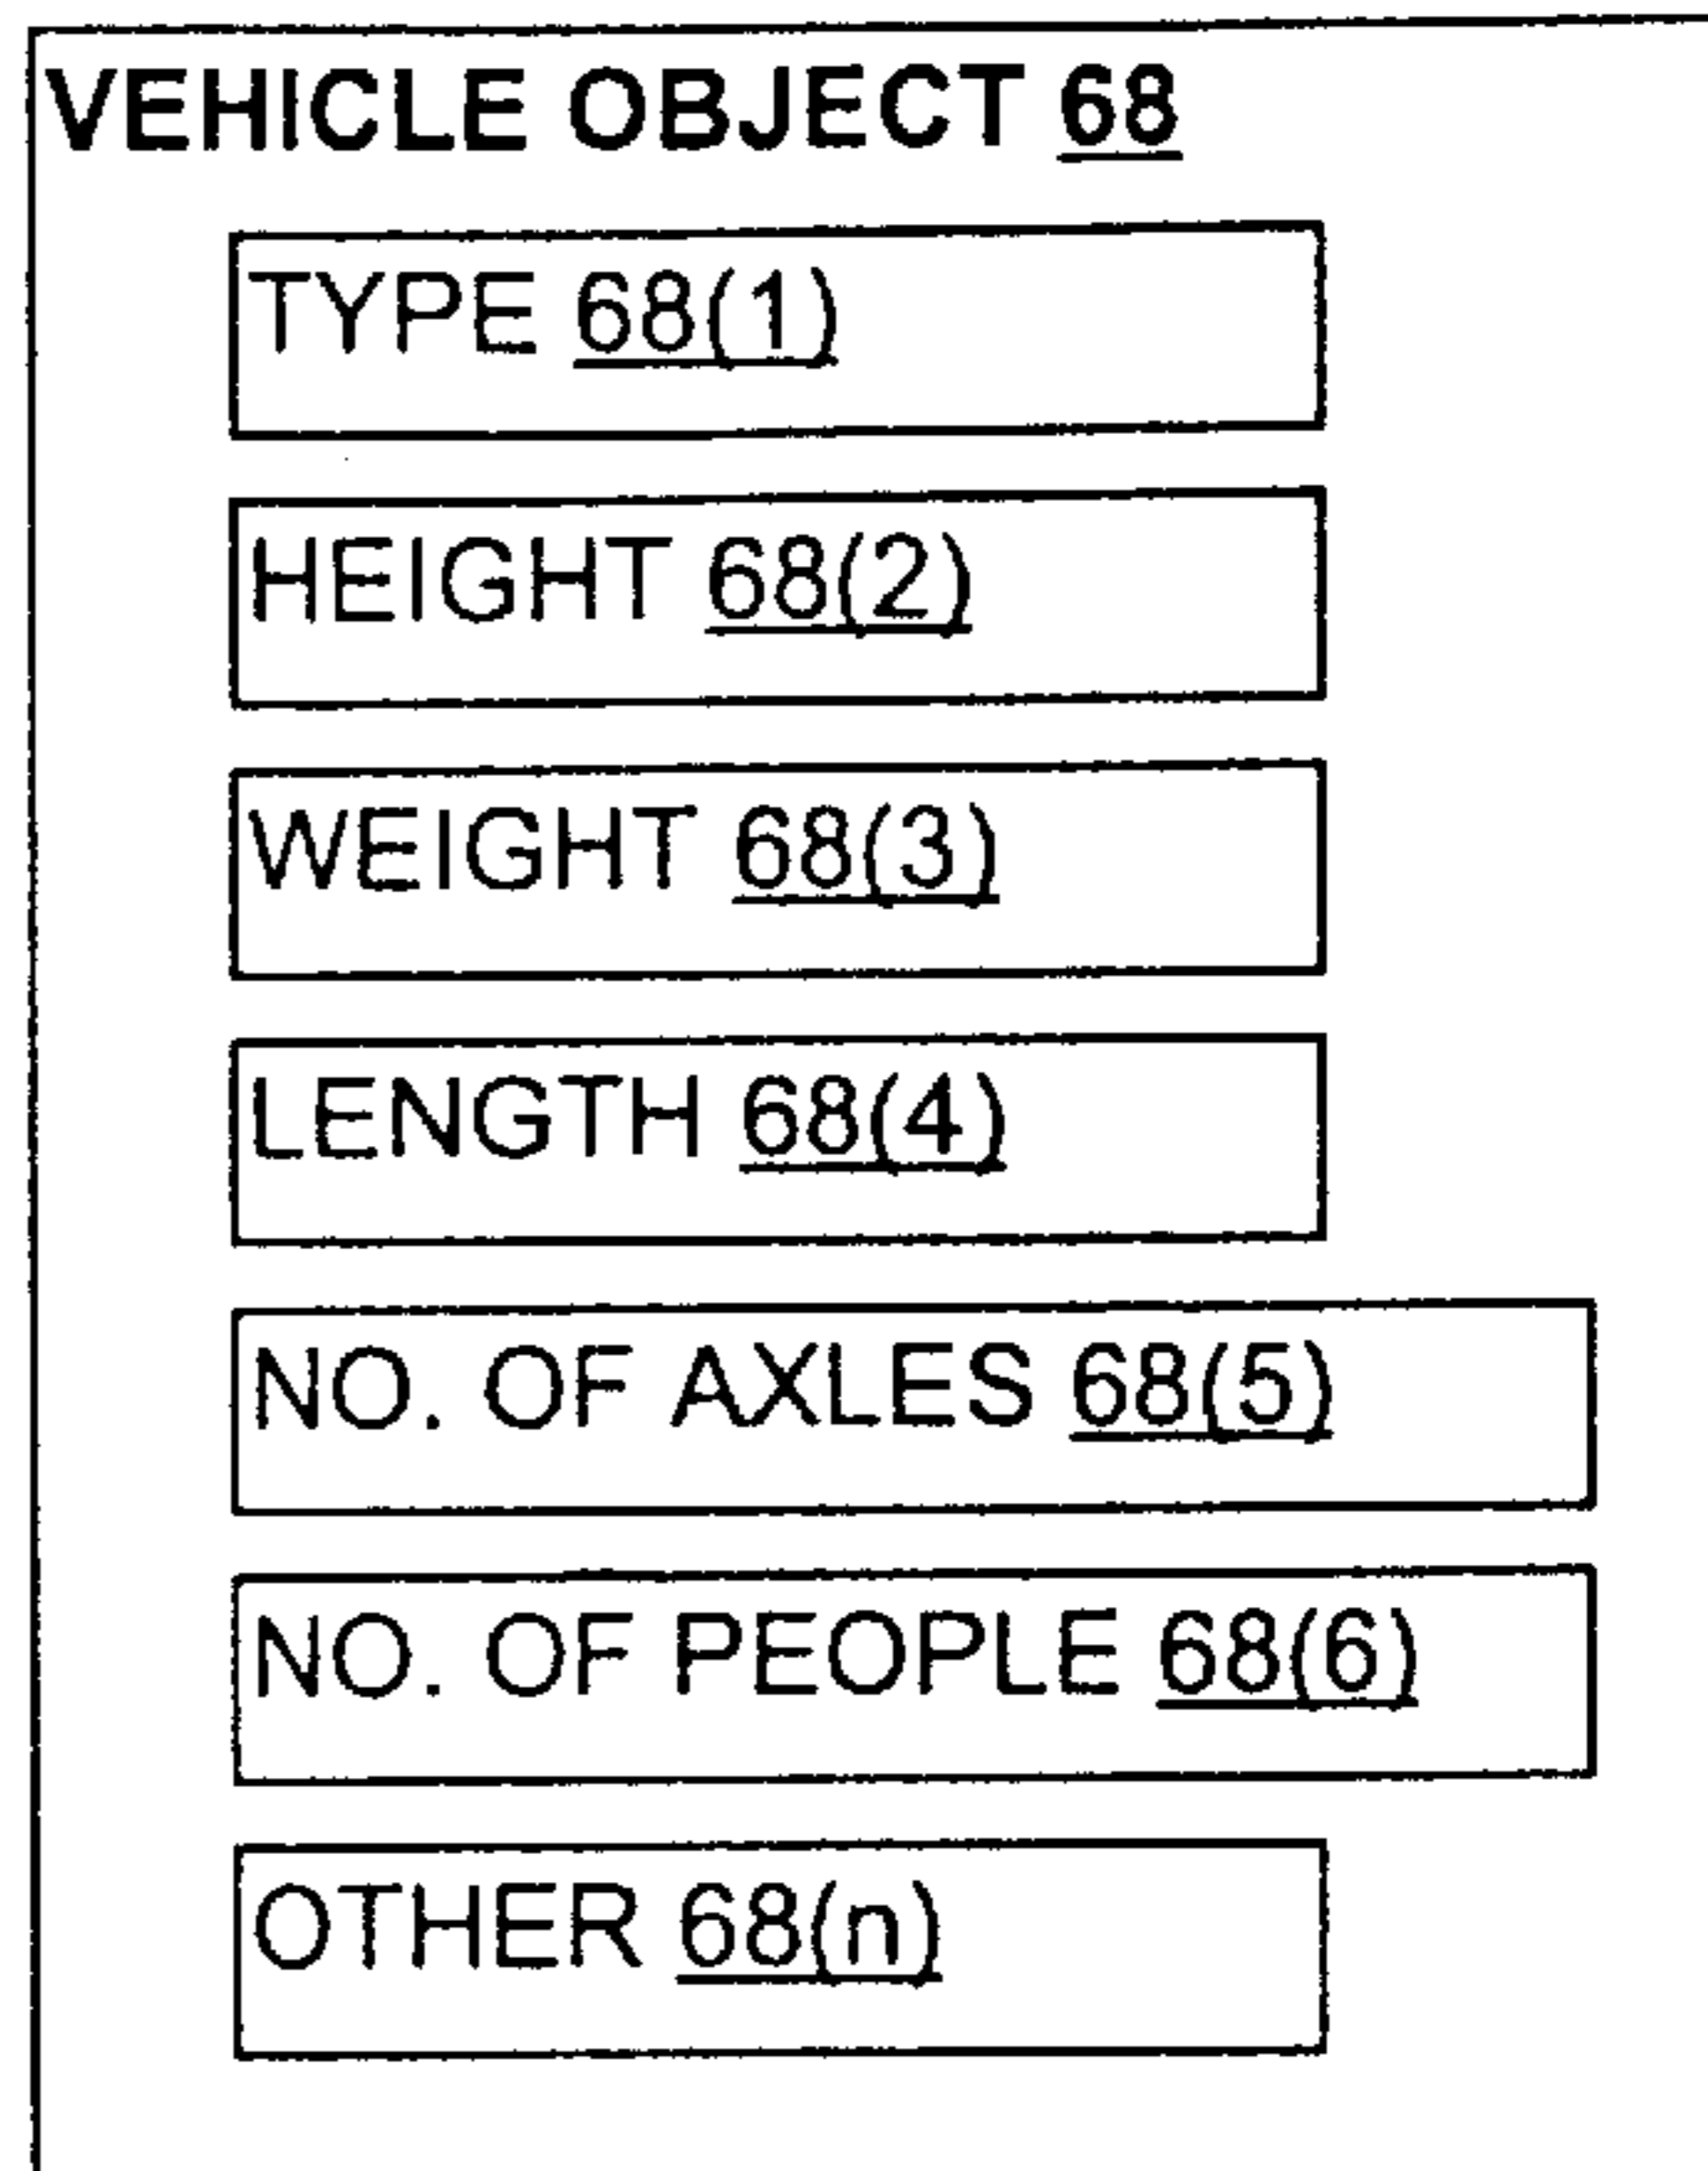 VEHICLE OBJECT 68
TYPE 68(1)
HEIGHT 68(2)
WEIGHT 68(3)
LENGTH 68(4)
NO. OF AXLES 68(5)
NO. OF PEOPLE 68(6)
OTHER 68(n)